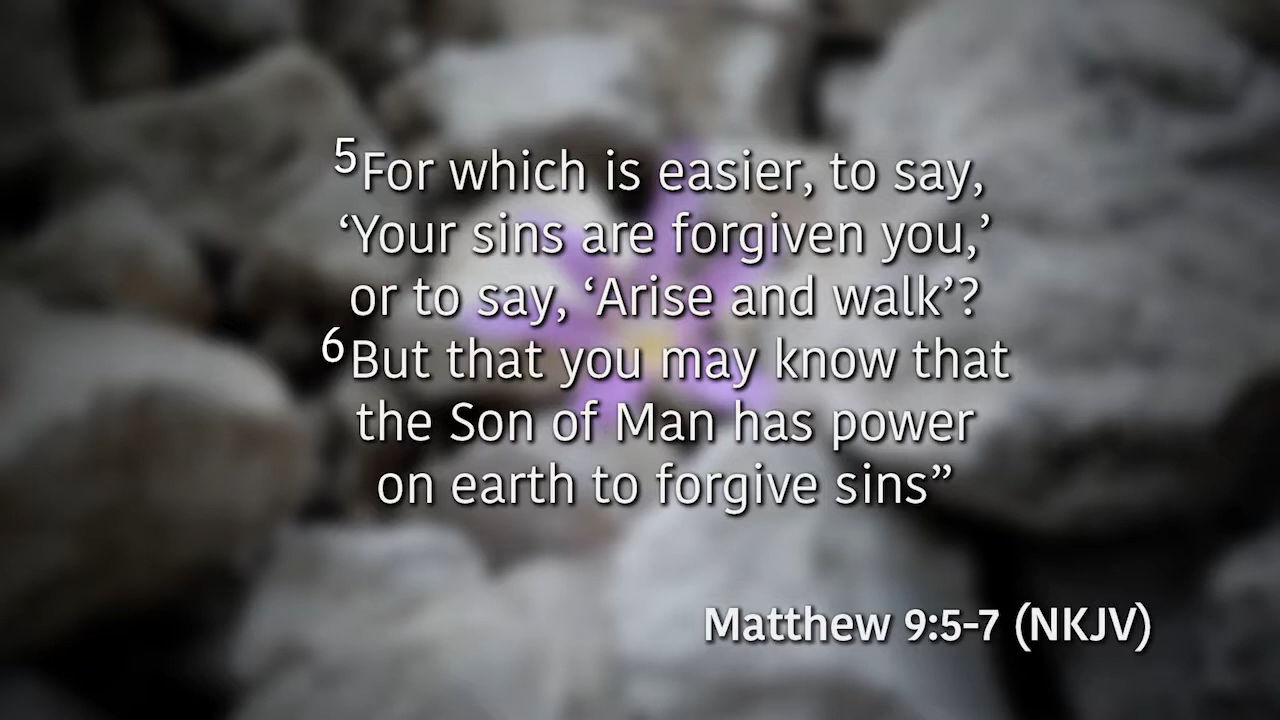 5For which is easier, to say,
‘Your sins are forgiven you,’
or to say, ‘Arise and walk’?
6But that you may know that
the Son of Man has power
on earth to forgive sins”
Matthew 9:5-7 (NKJV)